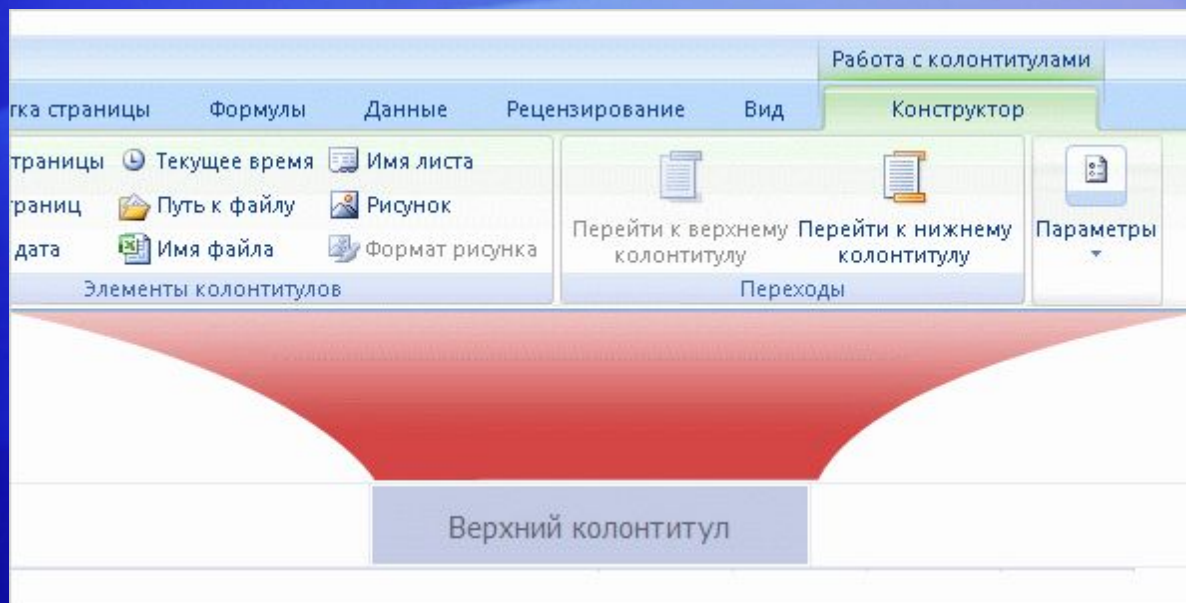 Работа с колонтитулами
тка страницы Формулы Данные Рецензирование Вид Конструктор
траницы Текущее время Имя листа
раниц Путь к файлу Рисунок
дата Имя файла Формат рисунка
Элементы колонтитулов
Перейти к верхнему колонтитулу
Перейти к нижнему колонтитулу
Переходы
Параметры
Верхний колонтитул